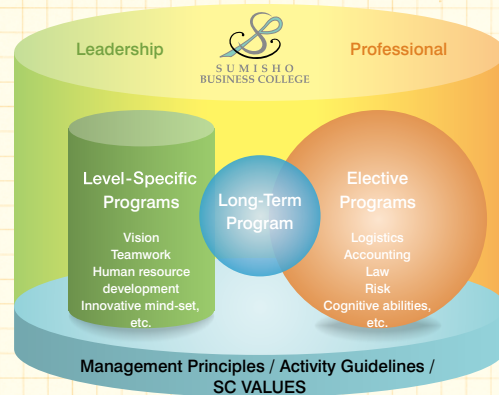 Leadership
Professional
SUMISHO
BUSINESS COLLEGE
Level-Specific
Programs
Vision
Teamwork
Human resource
development
Innovative mind-set,
etc.
Long-Term
Program
Elective
Programs
Logistics
Accounting
Law
Risk
Cognitive abilities,
etc.
Management Principles / Activity Guidelines /
SC VALUES